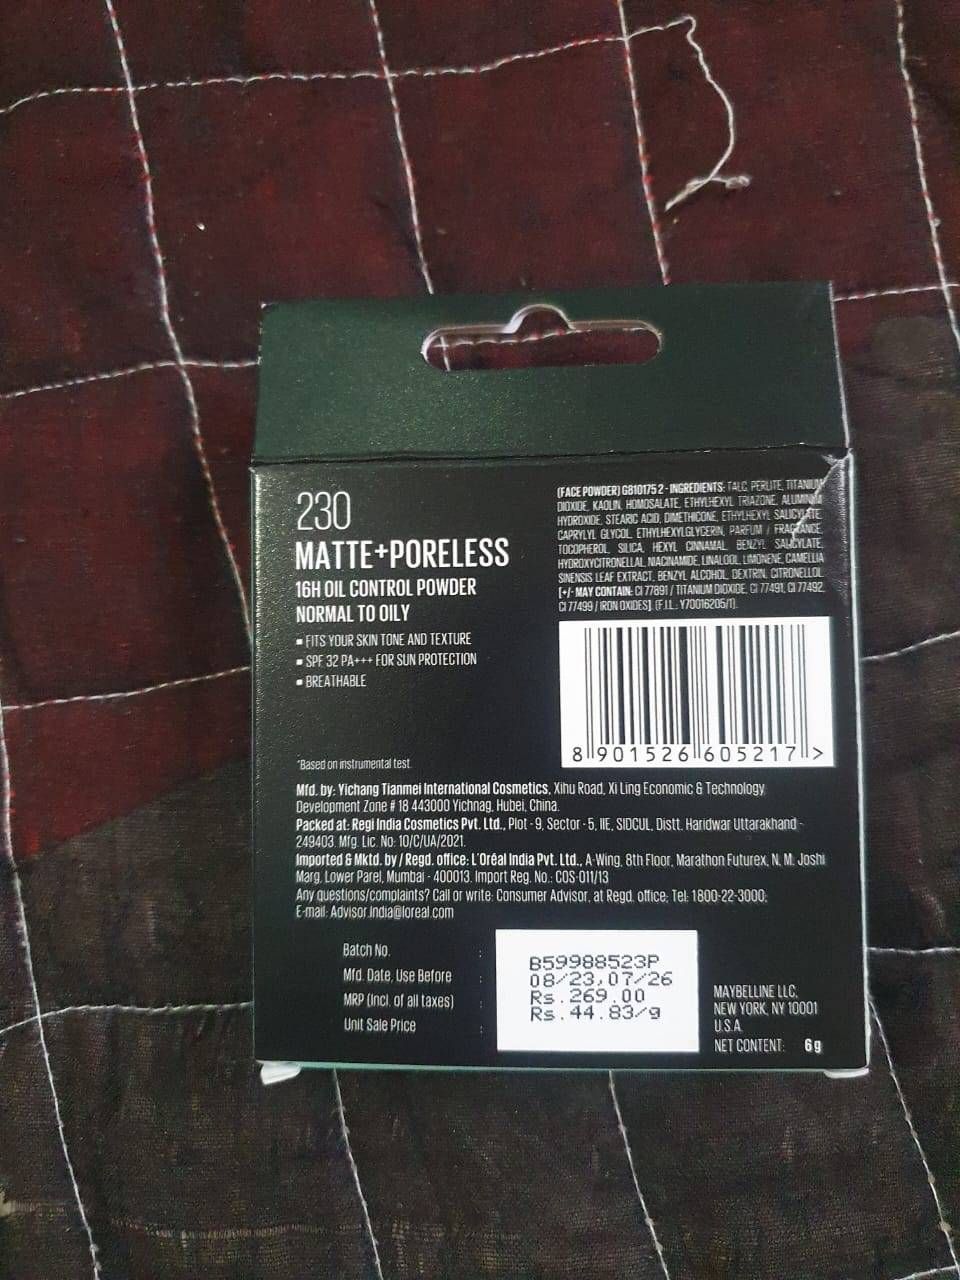 230
MATTE+PORELESS
16H OIL CONTROL POWDER
NORMAL TO OILY
▪ FITS YOUR SKIN TONE AND TEXTURE
▪ SPF 32 PA+++ FOR SUN PROTECTION
▪ BREATHABLE
*Based on instrumental test.
(FACE POWDER) G810175 2 - INGREDIENTS: TALC, PERLITE, TITANIUM
DIOXIDE, KAOLIN, HOMOSALATE, ETHYLHEXYL TRIAZONE, ALUMINUM
HYDROXIDE, STEARIC ACID, DIMETHICONE, ETHYLHEXYL SALICYLATE,
CAPRYLYL GLYCOL, ETHYLHEXYLGLYCERIN, PARFUM / FRAGRANCE,
TOCOPHEROL, SILICA, HEXYL CINNAMAL, BENZYL SALICYLATE,
HYDROXYCITRONELLAL, NIACINAMIDE, LINALOOL, LIMONENE, CAMELLIA
SINENSIS LEAF EXTRACT, BENZYL ALCOHOL, DEXTRIN, CITRONELLOL.
[+/- MAY CONTAIN: CI 77891 / TITANIUM DIOXIDE, CI 77491, CI 77492,
CI 77499 / IRON OXIDES]. (F.I.L. Y70016205/1).
8 901526 605217 >
Mfd. by: Yichang Tianmei International Cosmetics, Xihu Road, Xi Ling Economic & Technology
Development Zone # 18 443000 Yichnag, Hubei, China.
Packed at: Regi India Cosmetics Pvt. Ltd., Plot - 9, Sector - 5, IIE, SIDCUL, Distt. Haridwar Uttarakhand -
249403. Mfg. Lic. No: 10/C/UA/2021.
Imported & Mktd. by / Regd. office: L'Oréal India Pvt. Ltd., A-Wing, 8th Floor, Marathon Futurex, N. M. Joshi
Marg, Lower Parel, Mumbai - 400013. Import Reg. No.: COS-011/13
Any questions/complaints? Call or write: Consumer Advisor, at Regd. office; Tel: 1800-22-3000;
E-mail: Advisor.India@loreal.com
Batch No. : B59988523P
Mfd. Date, Use Before : 08/23,07/26
MRP (Incl. of all taxes) : Rs.269.00
Unit Sale Price : Rs.44.83/g
MAYBELLINE LLC,
NEW YORK, NY 10001
U.S.A.
NET CONTENT: 6g